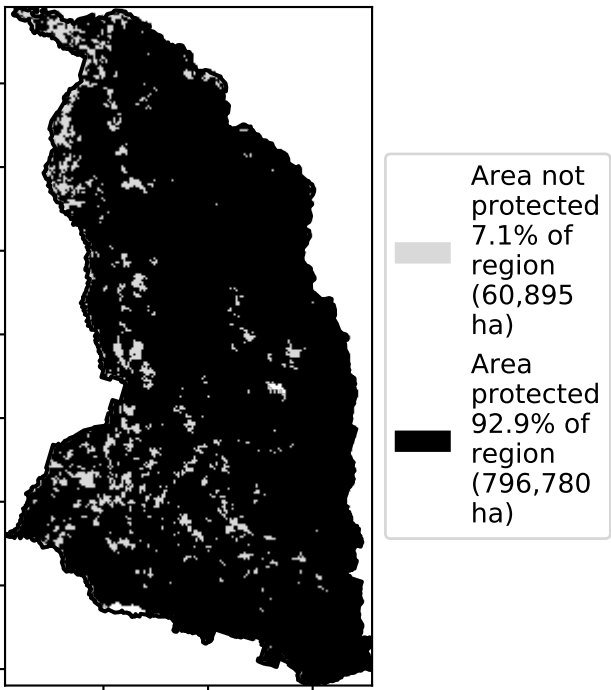 Area not
protected
7.1% of
region
(60,895
ha)
Area
protected
92.9% of
region
(796,780
ha)